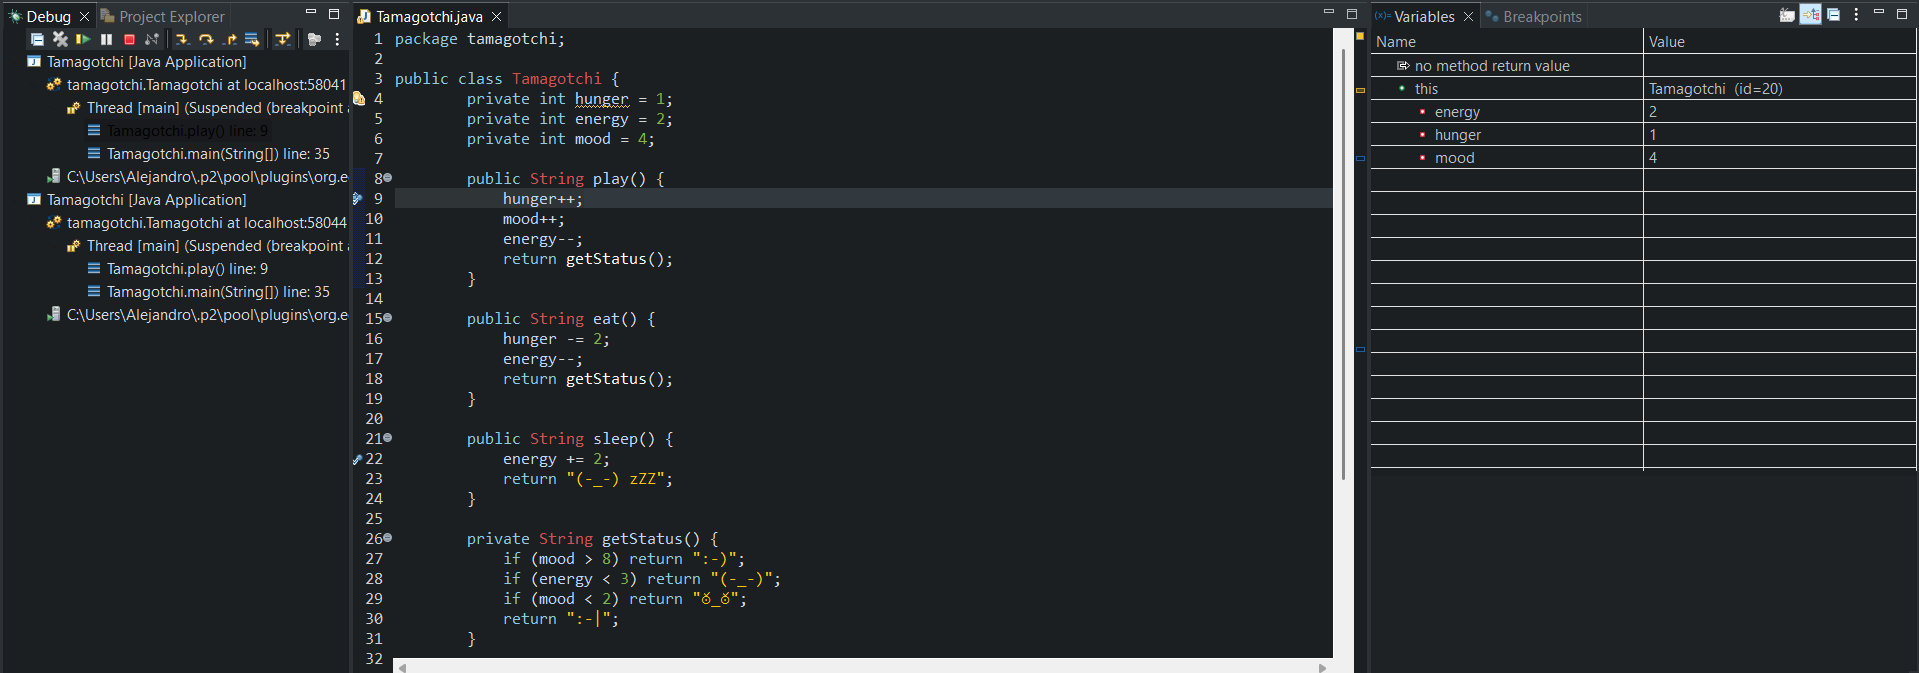 Debug
Project Explorer
Tamagotchi [Java Application]
tamagotchi.Tamagotchi at localhost:58041
Thread [main] (Suspended (breakpoint a
Tamagotchi.play() line: 9
Tamagotchi.main(String[]) line: 35
C:\Users\Alejandro\.p2\pool\plugins\org.e
Tamagotchi [Java Application]
tamagotchi.Tamagotchi at localhost:58044
Thread [main] (Suspended (breakpoint a
Tamagotchi.play() line: 9
Tamagotchi.main(String[]) line: 35
C:\Users\Alejandro\.p2\pool\plugins\org.e
Tamagotchi.java
1 package tamagotchi;
2
3 public class Tamagotchi {
4 private int hunger = 1;
5 private int energy = 2;
6 private int mood = 4;
7
8 public String play() {
9 hunger++;
10 mood++;
11 energy--;
12 return getStatus();
13 }
14
15 public String eat() {
16 hunger -= 2;
17 energy--;
18 return getStatus();
19 }
20
21 public String sleep() {
22 energy += 2;
23 return "(-_-) zZZ";
24 }
25
26 private String getStatus() {
27 if (mood > 8) return ":-)";
28 if (energy < 3) return "(-_-)";
29 if (mood < 2) return "ಠ_ಠ";
30 return ":-|";
31 }
32
(x)= Variables
Breakpoints
Name Value
no method return value
this Tamagotchi (id=20)
energy 2
hunger 1
mood 4